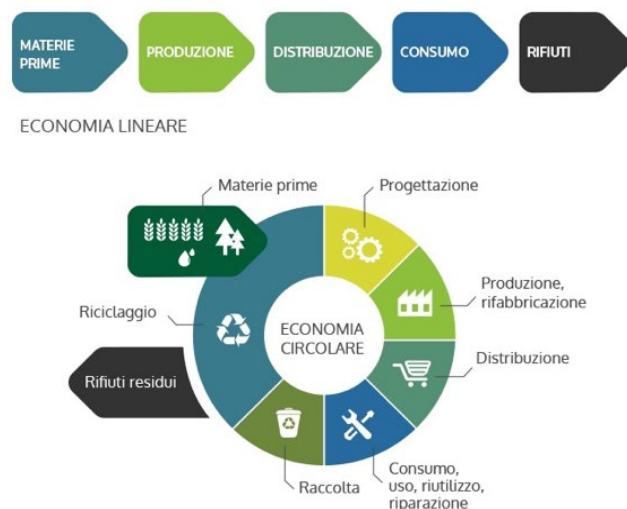 MATERIE
PRIME
PRODUZIONE
DISTRIBUZIONE
CONSUMO
RIFIUTI
ECONOMIA LINEARE
Materie prime
Progettazione
Produzione,
rifabbricazione
Riciclaggio
ECONOMIA
CIRCOLARE
Distribuzione
Rifiuti residui
Consumo,
uso, riutilizzo,
riparazione
Raccolta